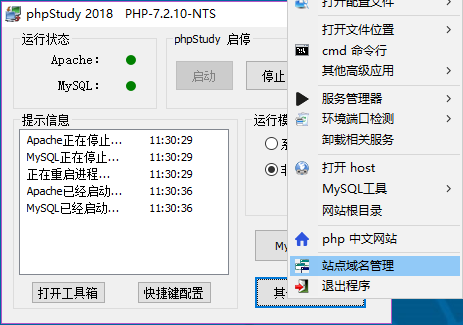 phpStudy 2018 PHP-7.2.10-NTS
运行状态
Apache:
MySQL:
phpStudy 启停
启动
停止
提示信息
Apache正在停止... 11:30:29
MySQL正在停止... 11:30:29
正在重启进程... 11:30:29
Apache已经启动... 11:30:36
MySQL已经启动... 11:30:36
打开工具箱
快捷键配置
运行模
非
My
其
打开配置文件
打开文件位置
cmd 命令行
其他高级应用
服务管理器
环境端口检测
卸载相关服务
打开 host
MySQL工具
网站根目录
php 中文网站
站点域名管理
退出程序